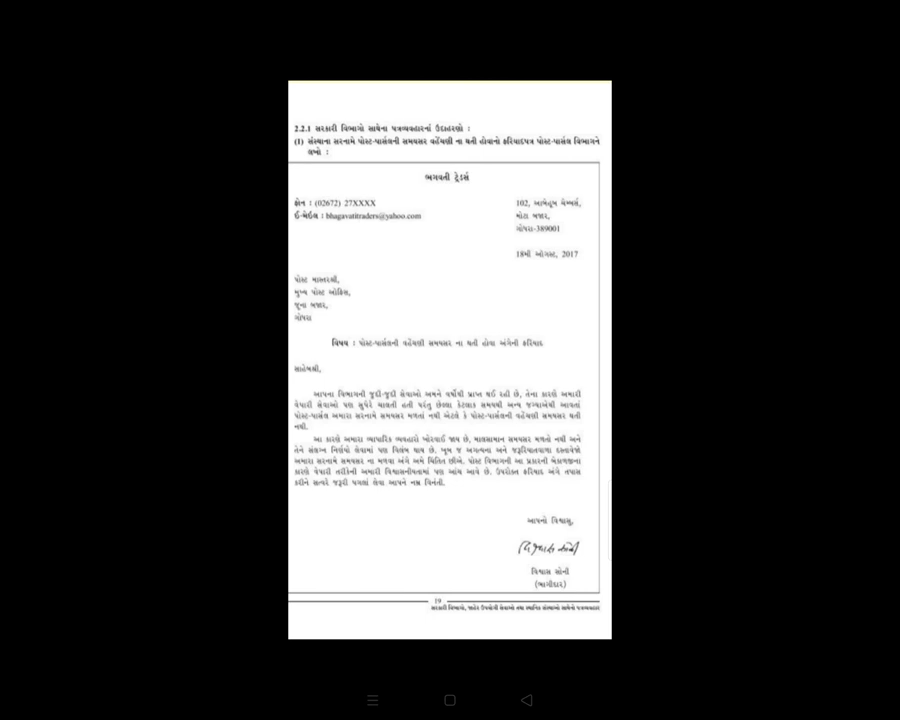 2.2.1 સરકારી વિભાગો સાથેના પત્રવ્યવહારનાં ઉદાહરણો :
(1) સંસ્થાના સરનામે પોસ્ટ-પાર્સલની સમયસર વહેંચણી ના થતી હોવાનો ફરિયાદપત્ર પોસ્ટ-પાર્સલ વિભાગને
લખો :
ભગવતી ટ્રેડર્સ
ફોન : (02672) 27XXXX
ઈ-મેઈલ : bhagavatitraders@yahoo.com
102, ચેમ્બર્સ,
મોટા બજાર,
ગોધરા-389001
18મી ઑગસ્ટ, 2017
પોસ્ટ માસ્તરશ્રી,
મુખ્ય પોસ્ટ ઓફિસ,
જૂના બજાર,
ગોધરા
વિષય : પોસ્ટ-પાર્સલની વહેંચણી સમયસર ના થતી હોવા અંગેની ફરિયાદ
સાહેબશ્રી,
આપના વિભાગની જુદી-જુદી સેવાઓ અમને વર્ષોથી પ્રાપ્ત થઈ રહી છે, તેના કારણે અમારી
વેપારી સેવાઓ પણ સુપેરે ચાલતી હતી પરંતુ છેલ્લા કેટલાક સમયથી અન્ય જગ્યાએથી આવતાં
પોસ્ટ-પાર્સલ અમારા સરનામે સમયસર મળતાં નથી એટલે કે પોસ્ટ-પાર્સલની વહેંચણી સમયસર થતી
નથી.
આ કારણે અમારા વ્યાપારિક વ્યવહારો ખોરવાઈ જાય છે, માલસામાન સમયસર મળતો નથી અને
તેને સંલગ્ન નિર્ણયો લેવામાં પણ વિલંબ થાય છે. ખૂબ જ અગત્યના અને જરૂરિયાતવાળા દસ્તાવેજો
અમારા સરનામે સમયસર ના મળવા અંગે અમે ચિંતિત છીએ. પોસ્ટ વિભાગની આ પ્રકારની બેકાળજીના
કારણે વેપારી તરીકેની અમારી વિશ્વસનીયતામાં પણ આંચ આવે છે. ઉપરોક્ત ફરિયાદ અંગે તપાસ
કરીને સત્વરે જરૂરી પગલાં લેવા આપને નમ્ર વિનંતી.
આપનો વિશ્વાસુ,
વિશ્વાસ સોની
(ભાગીદાર)
19
સરકારી વિભાગો, જાહેર ઉપયોગી સેવાઓ તથા સ્થાનિક સંસ્થાઓ સાથેનો પત્રવ્યવહાર